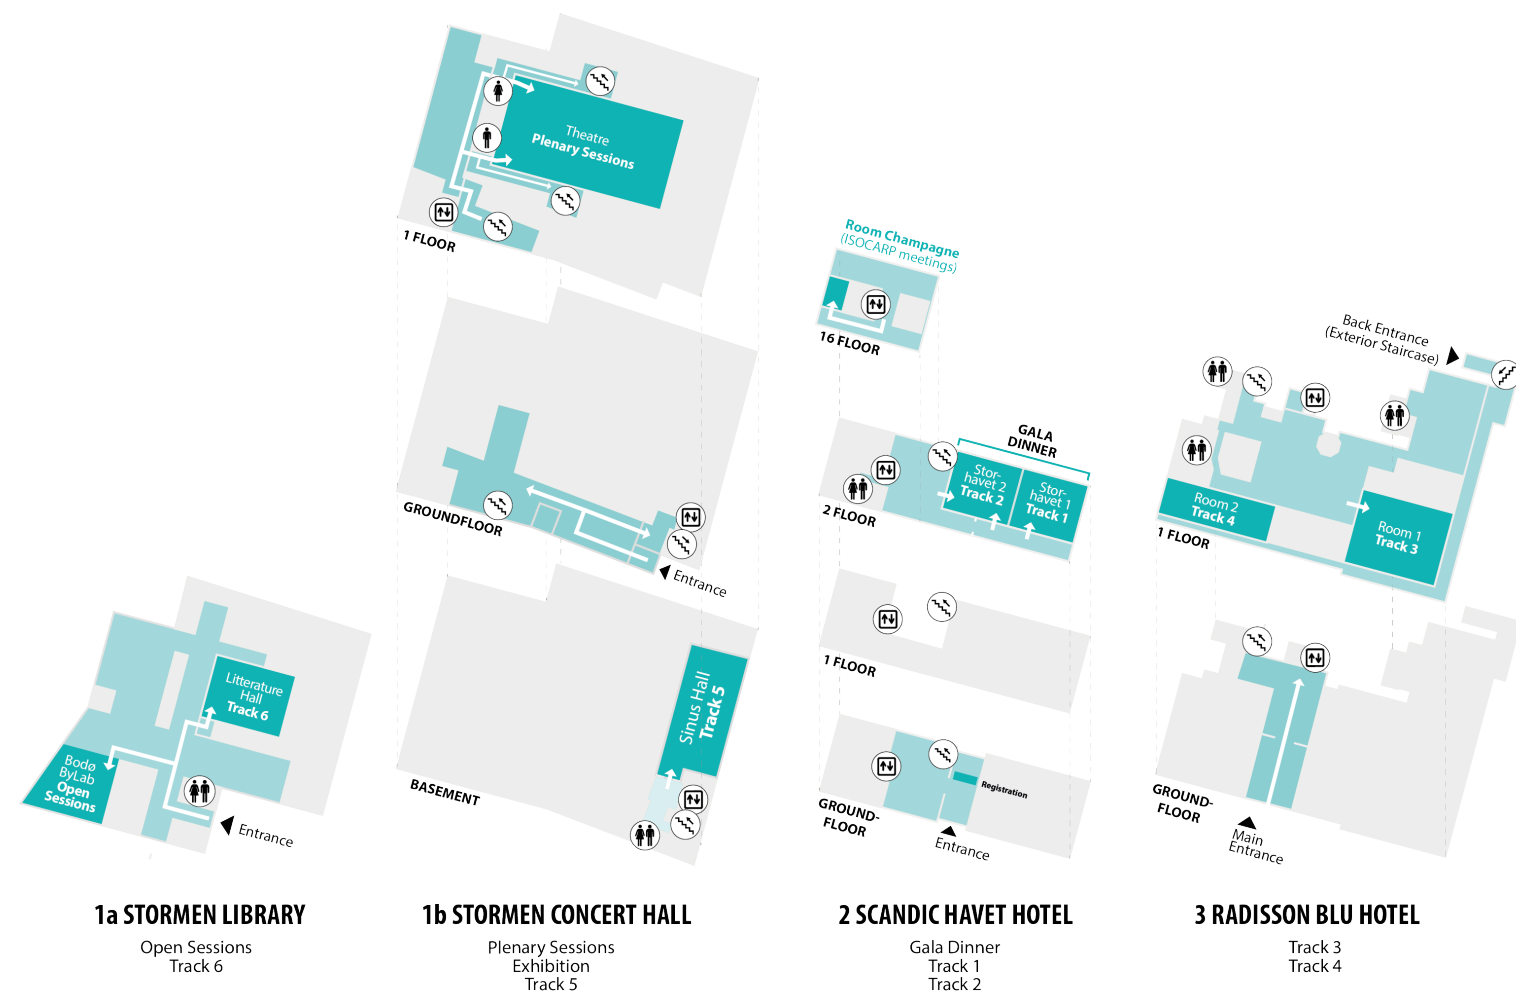 Theatre
Plenary Sessions
1 FLOOR
GROUNDFLOOR
Entrance
Sinus Hall
Track 5
BASEMENT
Litterature
Hall
Track 6
Bodø
ByLab
Open
Sessions
Entrance
Room Champagne
(ISOCARP meetings)
16 FLOOR
GALA
DINNER
Stor-
havet 2
Track 2
Stor-
havet 1
Track 1
2 FLOOR
1 FLOOR
Registration
GROUND-
FLOOR
Entrance
Back Entrance
(Exterior Staircase)
Room 2
Track 4
Room 1
Track 3
1 FLOOR
GROUND-
FLOOR
Main
Entrance
1a STORMEN LIBRARY
Open Sessions
Track 6
1b STORMEN CONCERT HALL
Plenary Sessions
Exhibition
Track 5
2 SCANDIC HAVET HOTEL
Gala Dinner
Track 1
Track 2
3 RADISSON BLU HOTEL
Track 3
Track 4